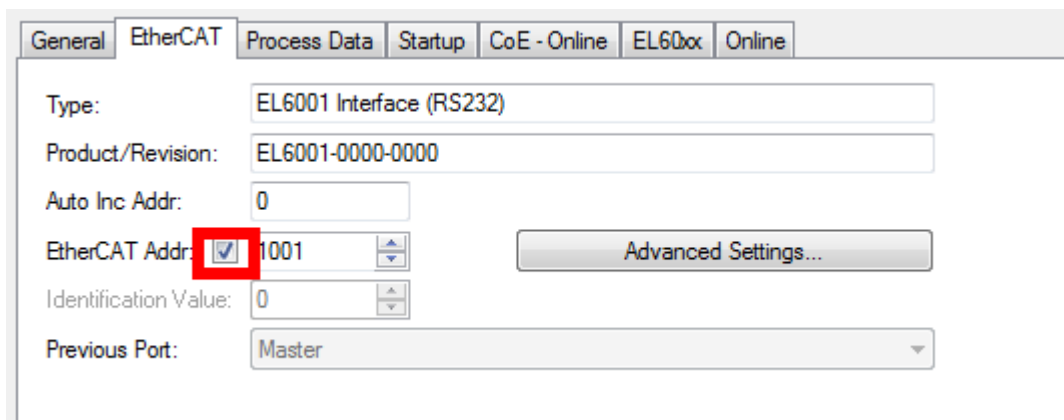 General EtherCAT Process Data Startup CoE - Online EL60xx Online
Type: EL6001 Interface (RS232)
Product/Revision: EL6001-0000-0000
Auto Inc Addr: 0
EtherCAT Addr: 1001 Advanced Settings...
Identification Value: 0
Previous Port: Master